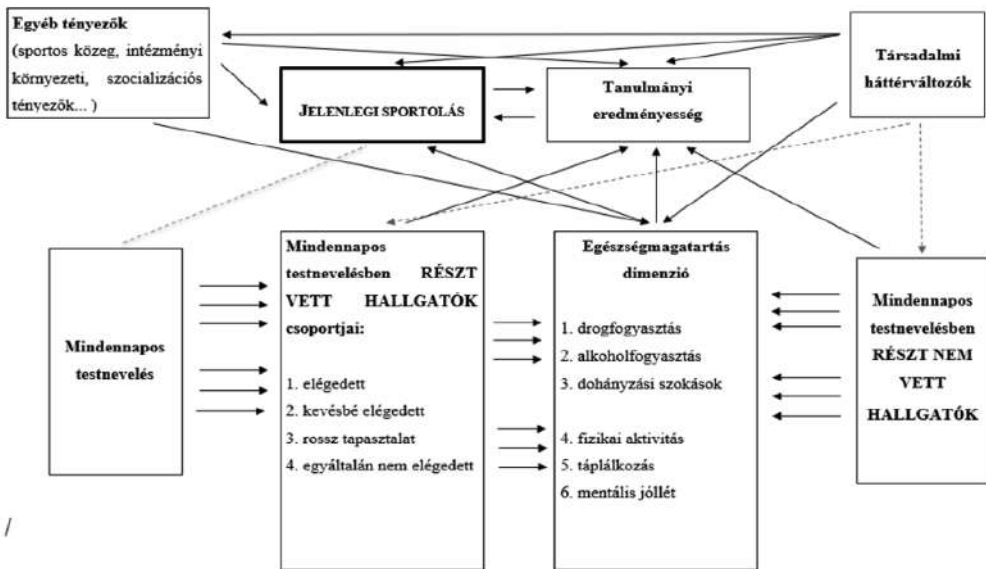 Egyéb tényezők
(sportos közeg, intézményi
környezeti, szocializációs
tényezők... )
JELENLEGI SPORTOLÁS
Tanulmányi
eredményesség
Társadalmi
háttérváltozók
Mindennapos
testnevelés
Mindennapos
testnevelésben RÉSZT
VETT HALLGATÓK
csoportjai:
1. elégedett
2. kevésbé elégedett
3. rossz tapasztalat
4. egyáltalán nem elégedett
Egészségmagatartás
dimenzió
1. drogfogyasztás
2. alkoholfogyasztás
3. dohányzási szokások
4. fizikai aktivitás
5. táplálkozás
6. mentális jóllét
Mindennapos
testnevelésben
RÉSZT NEM
VETT
HALLGATÓK
/